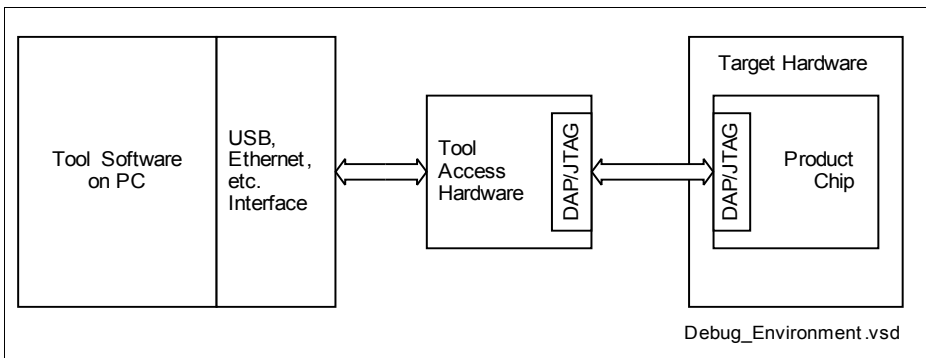 Tool Software
on PC
USB,
Ethernet,
etc.
Interface
Tool
Access
Hardware
DAP/JTAG
Target Hardware
DAP/JTAG
Product
Chip
Debug_Environment.vsd